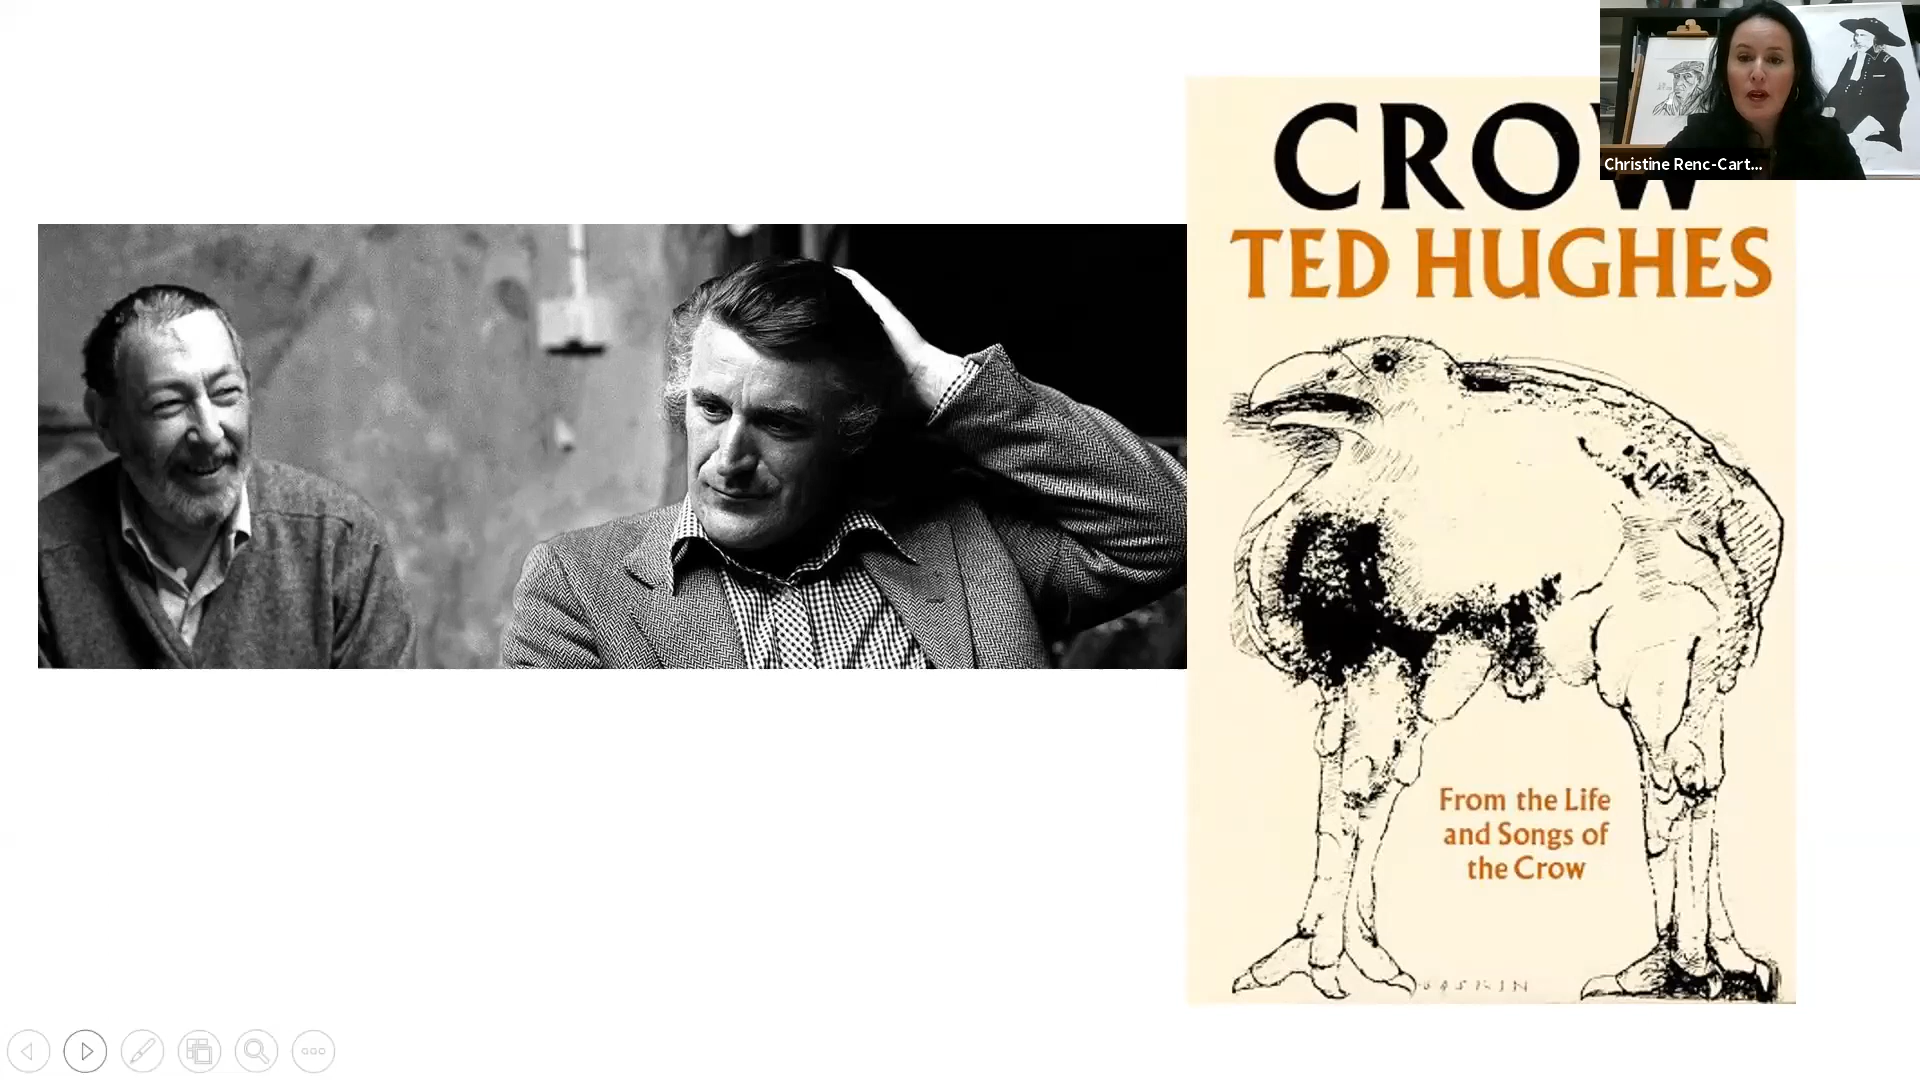 CROW
TED HUGHES
From the Life
and Songs of
the Crow
BASKIN
Christine Renc-Cart...